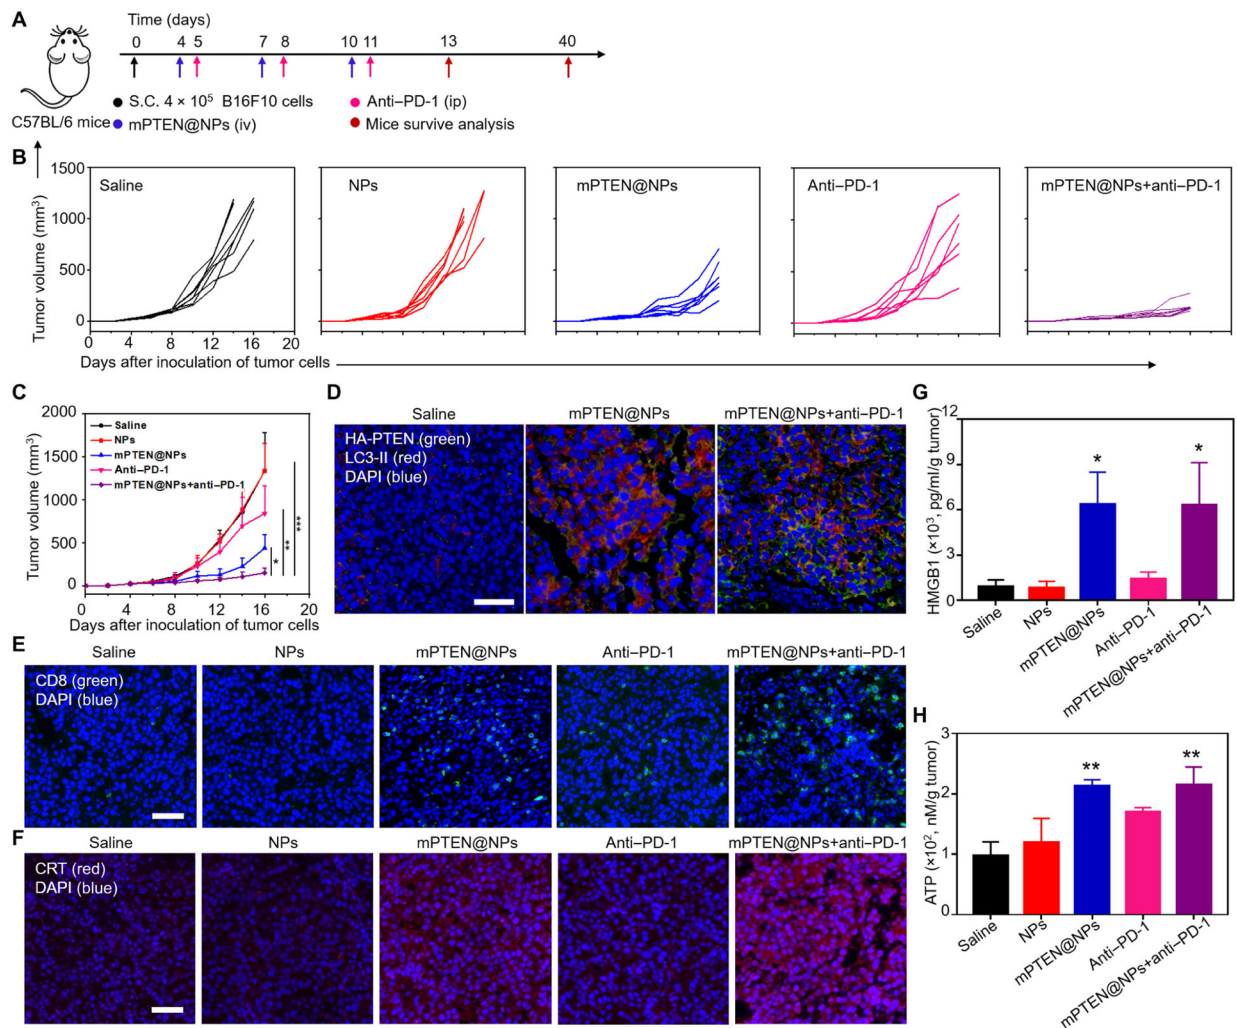 A
Time (days)
0 4 5 7 8 10 11 13 40
S.C. 4 × 10⁵ B16F10 cells
Anti–PD-1 (ip)
C57BL/6 mice
mPTEN@NPs (iv)
Mice survive analysis
B
Tumor volume (mm³)
1500
1000
500
0
Saline
NPs
mPTEN@NPs
Anti–PD-1
mPTEN@NPs+anti–PD-1
0 4 8 12 16 20
Days after inoculation of tumor cells
C
Tumor volume (mm³)
2000
1500
1000
500
0
Saline
NPs
mPTEN@NPs
Anti–PD-1
mPTEN@NPs+anti–PD-1
*
**
***
0 4 8 12 16 20
Days after inoculation of tumor cells
D
Saline
mPTEN@NPs
mPTEN@NPs+anti–PD-1
HA-PTEN (green)
LC3-II (red)
DAPI (blue)
E
Saline
NPs
mPTEN@NPs
Anti–PD-1
mPTEN@NPs+anti–PD-1
CD8 (green)
DAPI (blue)
F
Saline
NPs
mPTEN@NPs
Anti–PD-1
mPTEN@NPs+anti–PD-1
CRT (red)
DAPI (blue)
G
HMGB1 (×10³, pg/ml/g tumor)
12
9
6
3
0
*
*
Saline
NPs
mPTEN@NPs
Anti–PD-1
mPTEN@NPs+anti–PD-1
H
ATP (×10², nM/g tumor)
3
2
1
0
**
**
Saline
NPs
mPTEN@NPs
Anti–PD-1
mPTEN@NPs+anti–PD-1